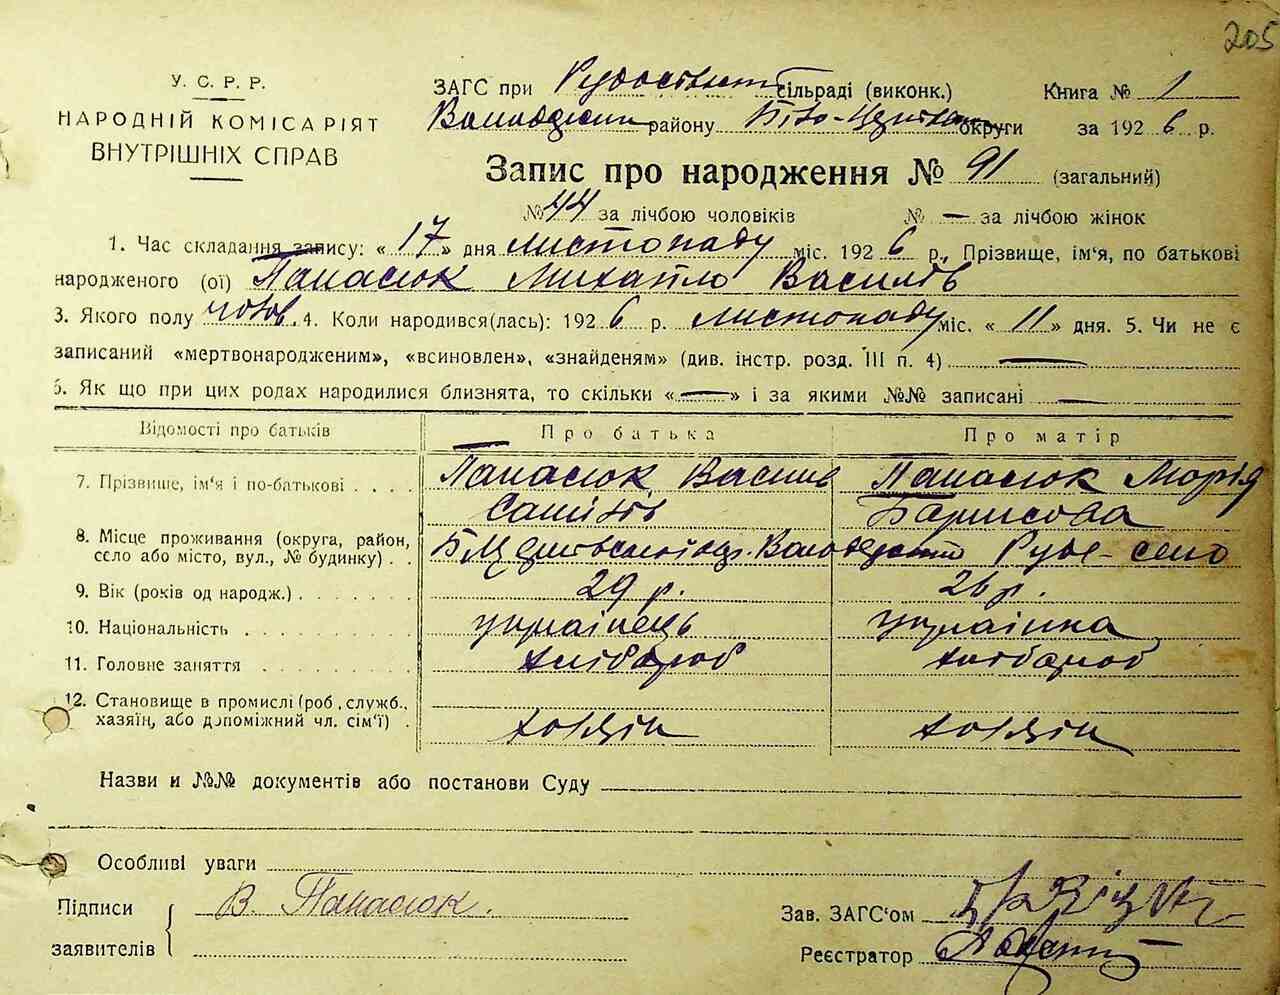 205
У. С. Р. Р.
НАРОДНІЙ КОМІСАРІЯТ
ВНУТРІШНІХ СПРАВ
ЗАГС при сільраді (виконк.) Книга № 1
району Біло-Церків округи за 1926 р.
Запис про народження № 91 (загальний)
№ 44 за лічбою чоловіків № — за лічбою жінок
1. Час складання запису: « 17 » дня листопаду міс. 1926 р., Прізвище, ім'я, по батькові
народженого (ої) Панасюк Михайло Василів
3. Якого полу чолов. 4. Коли народився(лась): 1926 р. листопаду міс. « 11 » дня. 5. Чи не є
записаний «мертвонародженим», «всиновлен», «знайденям» (див. інстр. розд. III п. 4) —
6. Як що при цих родах народилися близнята, то скільки « — » і за якими №№ записані —
Відомості про батьків Про батька Про матір
7. Прізвище, ім'я і по-батькові . . . . Панасюк Василь Панасюк Марія
Борисова
8. Місце проживання (округа, район,
село або місто, вул., № будинку) . . Руде-село
9. Вік (років од народж.) . . . . . . . 29 р. 26 р.
10. Національність . . . . . . . . . . українець українка
11. Головне заняття . . . . . . . . . хлібороб хлібороб
12. Становище в промислі (роб., служб.,
хазяїн, або допоміжний чл. сім'ї) . хазяїн хазяїн
Назви и №№ документів або постанови Суду
Особливі уваги
Підписи В. Панасюк.
заявителів
Зав. ЗАГС'ом
Реєстратор